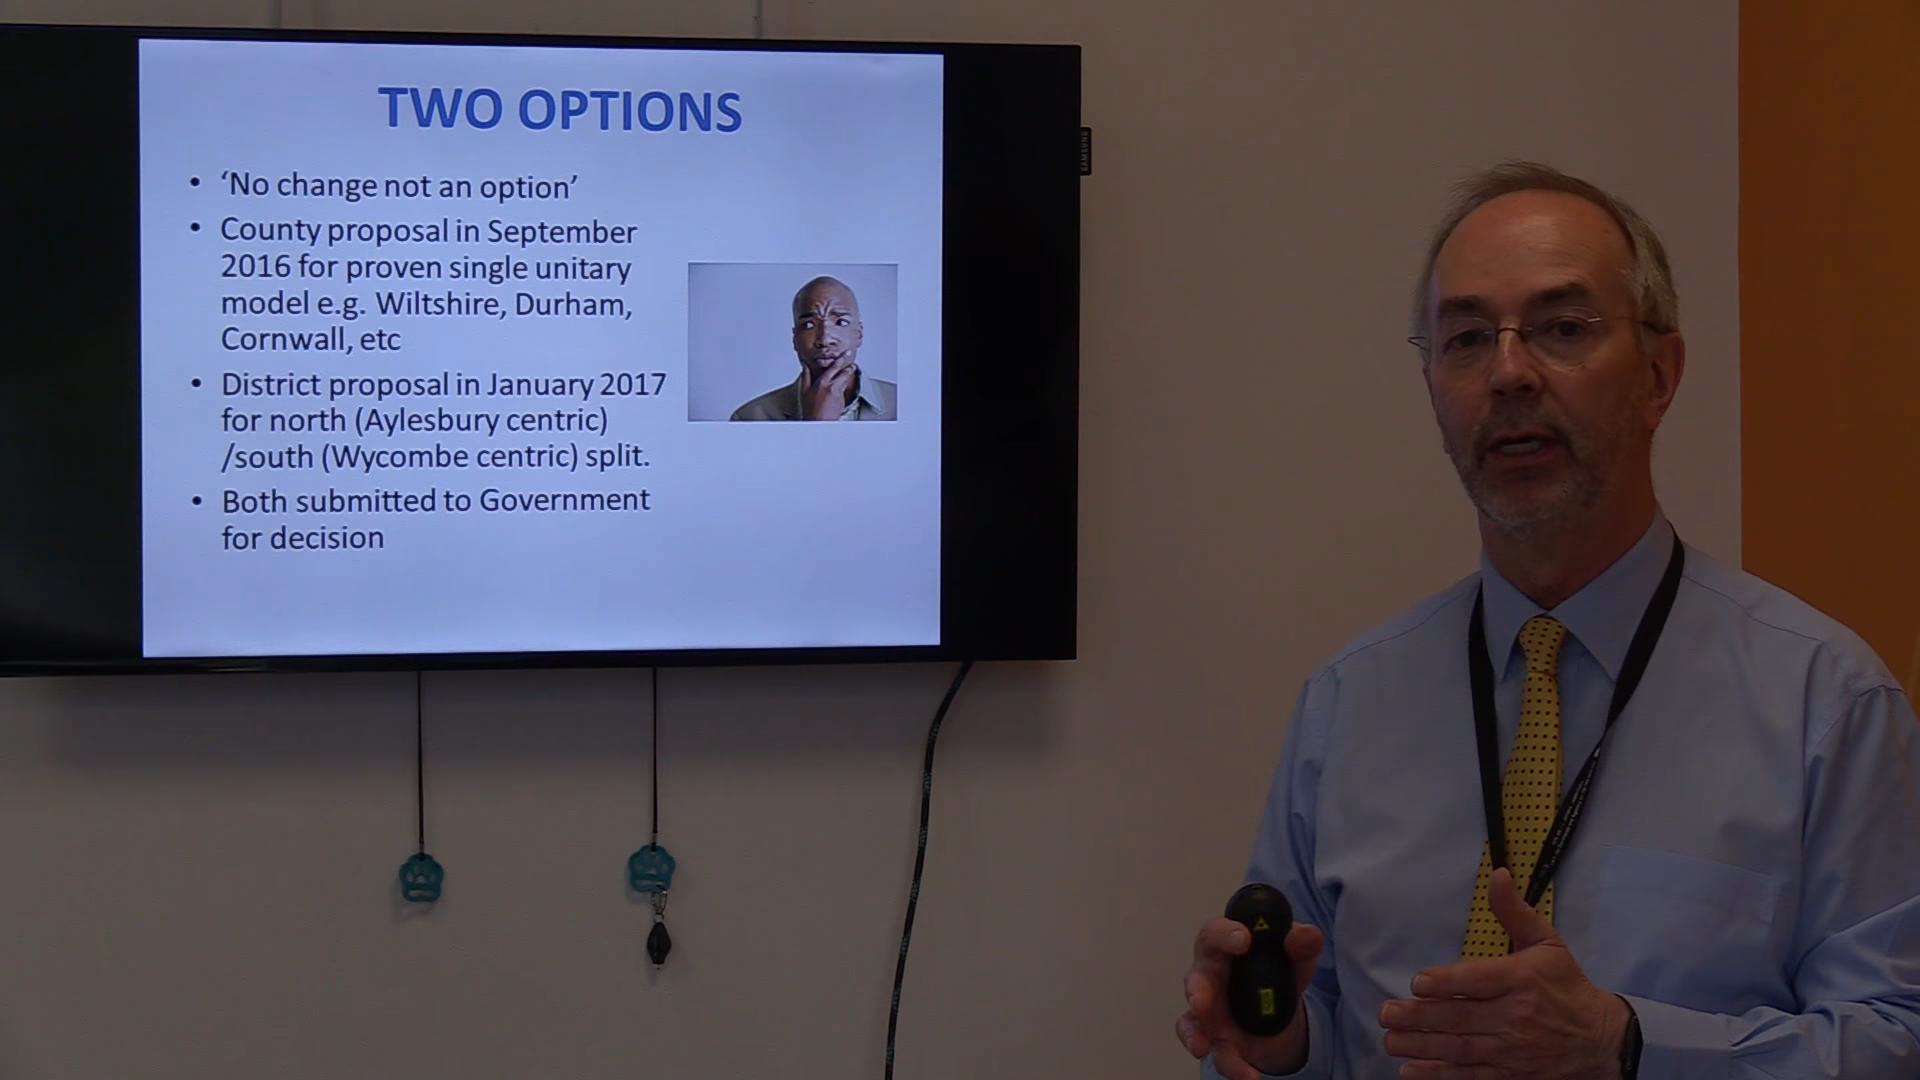 TWO OPTIONS
• ‘No change not an option’
• County proposal in September
2016 for proven single unitary
model e.g. Wiltshire, Durham,
Cornwall, etc
• District proposal in January 2017
for north (Aylesbury centric)
/south (Wycombe centric) split.
• Both submitted to Government
for decision
SAMSUNG